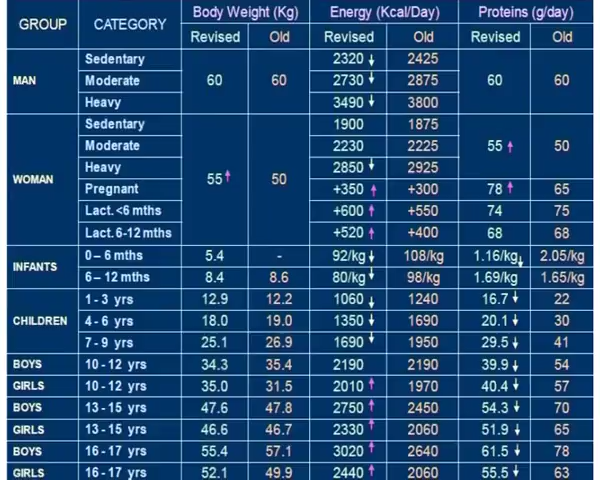 GROUP CATEGORY Body Weight (Kg) Energy (Kcal/Day) Proteins (g/day)
Revised Old Revised Old Revised Old
MAN Sedentary 60 60 2320 ↓ 2425 60 60
Moderate 2730 ↓ 2875
Heavy 3490 ↓ 3800
WOMAN Sedentary 55 ↑ 50 1900 1875 55 ↑ 50
Moderate 2230 2225
Heavy 2850 ↓ 2925
Pregnant +350 ↑ +300 78 ↑ 65
Lact. <6 mths +600 ↑ +550 74 75
Lact. 6-12 mths +520 ↑ +400 68 68
INFANTS 0 – 6 mths 5.4 - 92/kg ↓ 108/kg 1.16/kg ↓ 2.05/kg
6 – 12 mths 8.4 8.6 80/kg ↓ 98/kg 1.69/kg 1.65/kg
CHILDREN 1 - 3 yrs 12.9 12.2 1060 ↓ 1240 16.7 ↓ 22
4 - 6 yrs 18.0 19.0 1350 ↓ 1690 20.1 ↓ 30
7 - 9 yrs 25.1 26.9 1690 ↓ 1950 29.5 ↓ 41
BOYS 10 - 12 yrs 34.3 35.4 2190 2190 39.9 ↓ 54
GIRLS 10 - 12 yrs 35.0 31.5 2010 ↑ 1970 40.4 ↓ 57
BOYS 13 - 15 yrs 47.6 47.8 2750 ↑ 2450 54.3 ↓ 70
GIRLS 13 - 15 yrs 46.6 46.7 2330 ↑ 2060 51.9 ↓ 65
BOYS 16 - 17 yrs 55.4 57.1 3020 ↑ 2640 61.5 ↓ 78
GIRLS 16 - 17 yrs 52.1 49.9 2440 ↑ 2060 55.5 ↓ 63